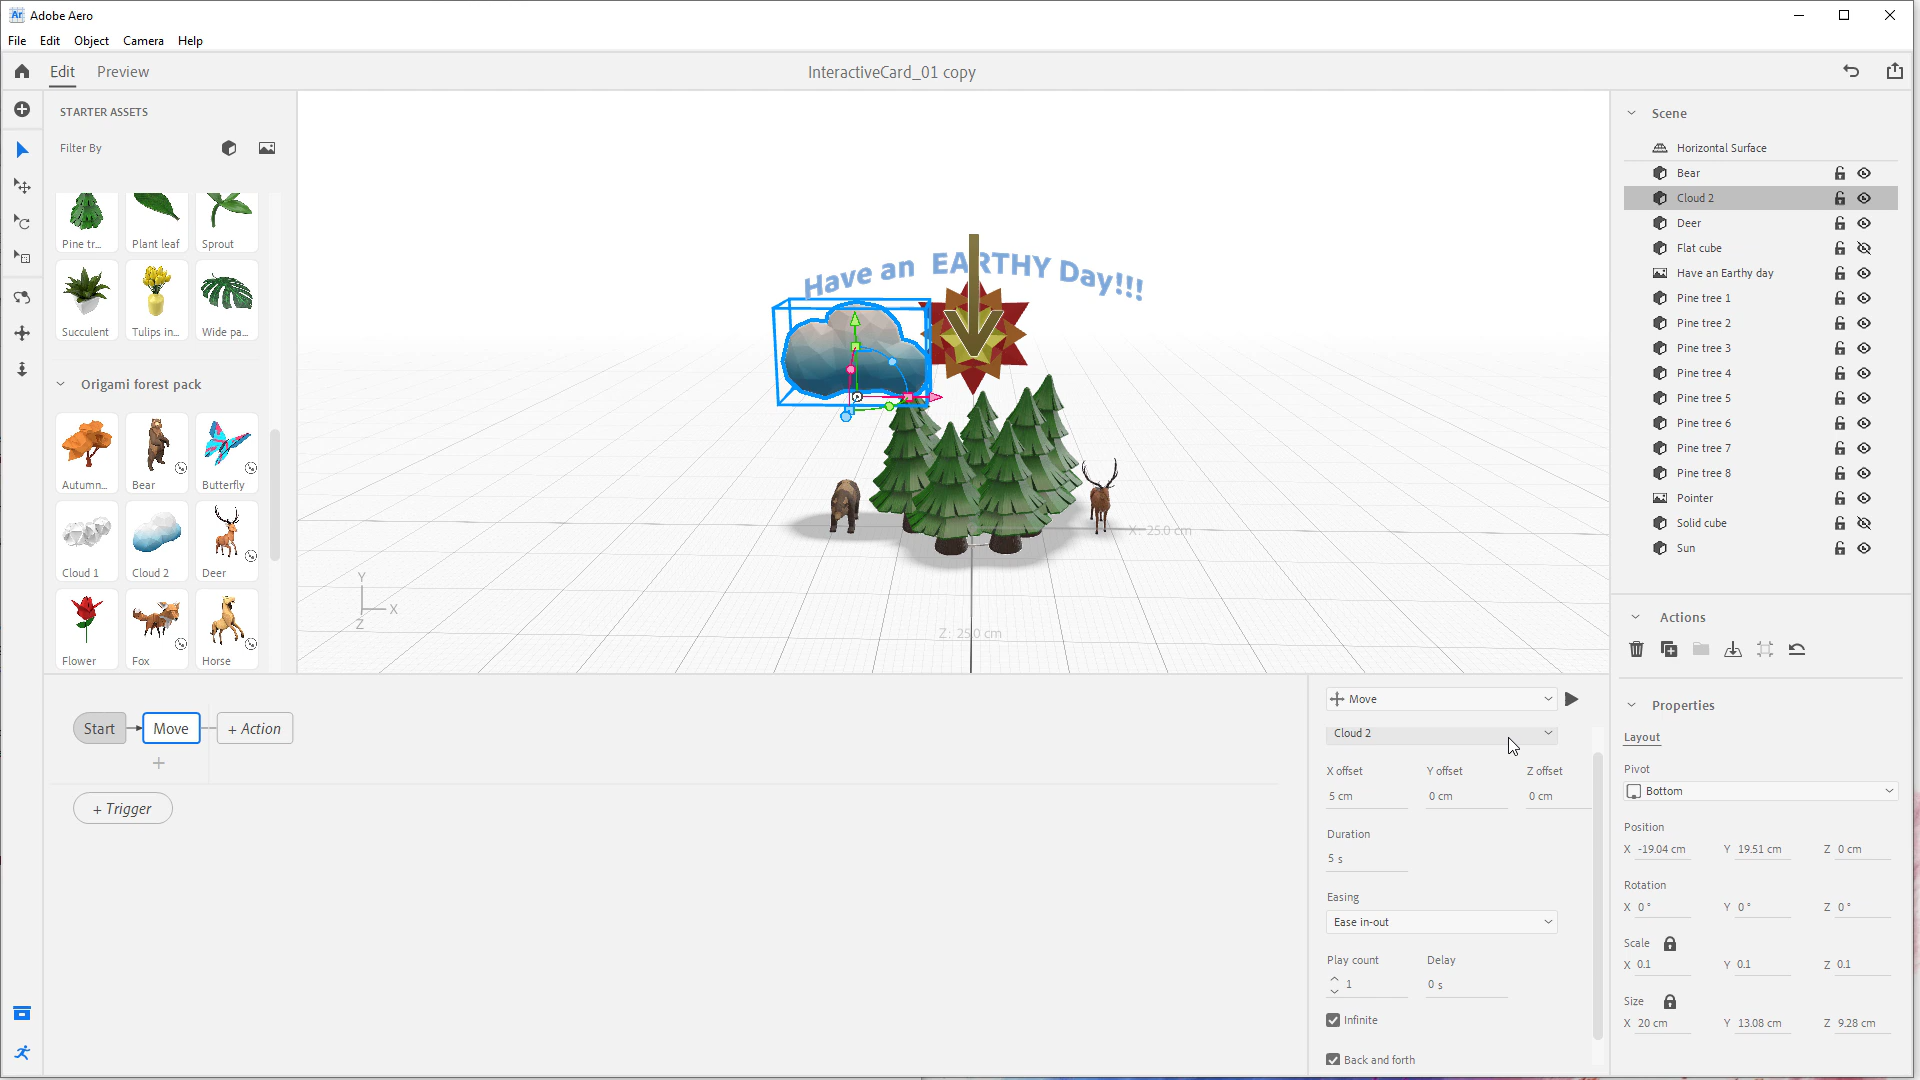 Ar Adobe Aero
File Edit Object Camera Help
Edit Preview
InteractiveCard_01 copy
STARTER ASSETS
Filter By
Pine tr... Plant leaf Sprout
Succulent Tulips in... Wide pa...
Origami forest pack
Autumn... Bear Butterfly
Cloud 1 Cloud 2 Deer
Flower Fox Horse
Have an EARTHY Day!!!
X: 25.0 cm
Z: 25.0 cm
Y
X
Z
Scene
Horizontal Surface
Bear
Cloud 2
Deer
Flat cube
Have an Earthy day
Pine tree 1
Pine tree 2
Pine tree 3
Pine tree 4
Pine tree 5
Pine tree 6
Pine tree 7
Pine tree 8
Pointer
Solid cube
Sun
Actions
Start Move + Action
+
+ Trigger
Move
Cloud 2
X offset Y offset Z offset
5 cm 0 cm 0 cm
Duration
5 s
Easing
Ease in-out
Play count Delay
1 0 s
Infinite
Back and forth
Properties
Layout
Pivot
Bottom
Position
X -19.04 cm Y 19.51 cm Z 0 cm
Rotation
X 0° Y 0° Z 0°
Scale
X 0.1 Y 0.1 Z 0.1
Size
X 20 cm Y 13.08 cm Z 9.28 cm